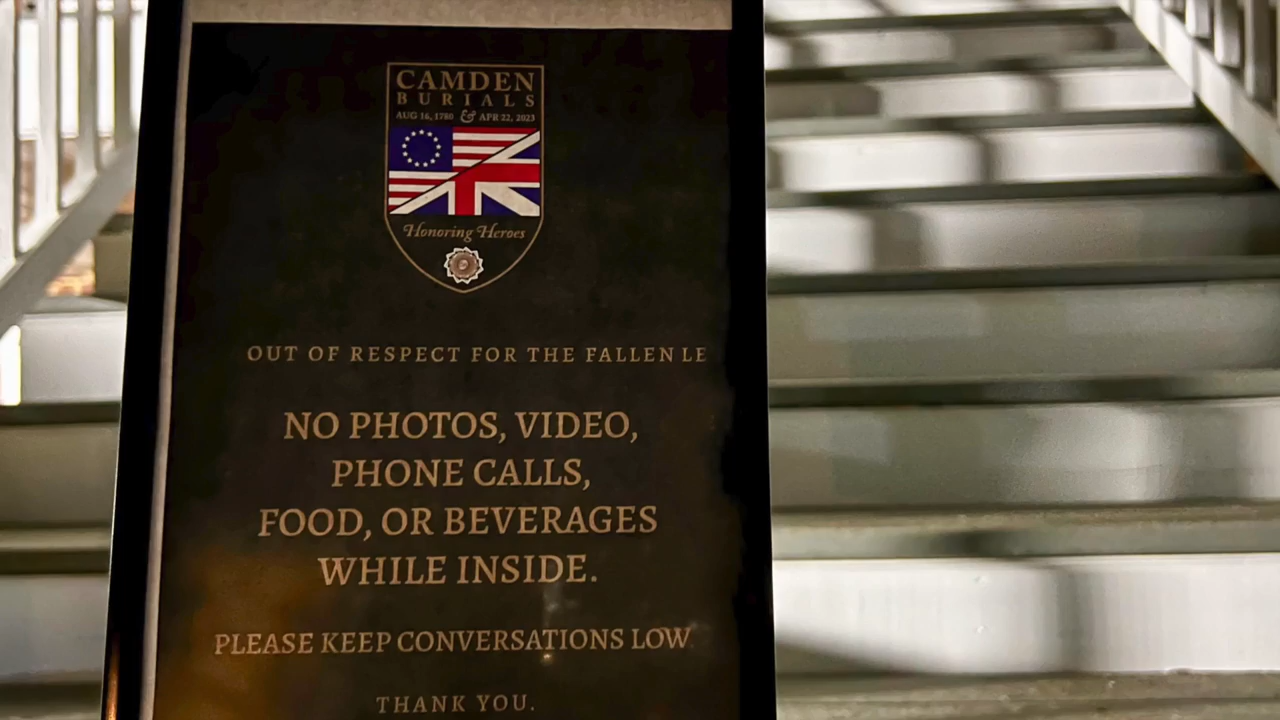 CAMDEN
BURIALS
AUG 16, 1780 & APR 22, 2023
Honoring Heroes
OUT OF RESPECT FOR THE FALLEN LE
NO PHOTOS, VIDEO,
PHONE CALLS,
FOOD, OR BEVERAGES
WHILE INSIDE.
PLEASE KEEP CONVERSATIONS LOW
THANK YOU.